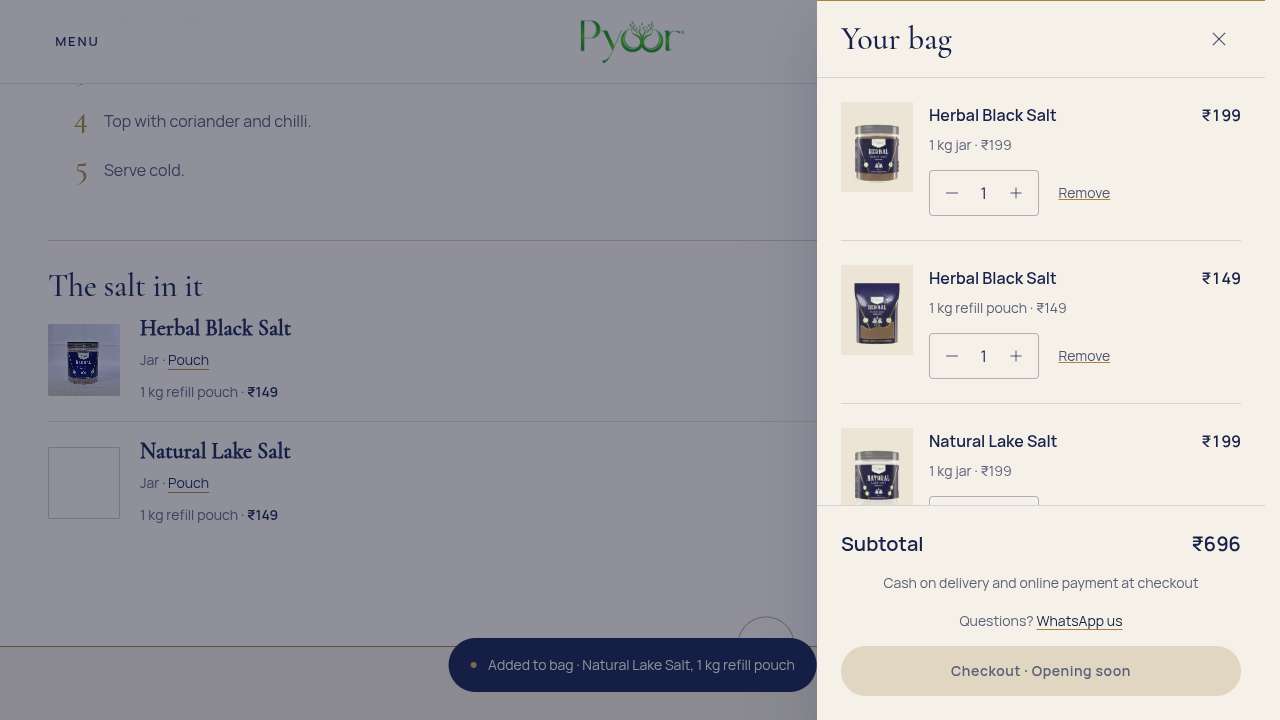 MENU
Pyoor
4 Top with coriander and chilli.
5 Serve cold.
The salt in it
Herbal Black Salt
Jar · Pouch
1 kg refill pouch · ₹149
Natural Lake Salt
Jar · Pouch
1 kg refill pouch · ₹149
Added to bag · Natural Lake Salt, 1 kg refill pouch
Your bag
Herbal Black Salt ₹199
1 kg jar · ₹199
1
Remove
Herbal Black Salt ₹149
1 kg refill pouch · ₹149
1
Remove
Natural Lake Salt ₹199
1 kg jar · ₹199
HERBAL
NATURAL
Subtotal ₹696
Cash on delivery and online payment at checkout
Questions? WhatsApp us
Checkout · Opening soon